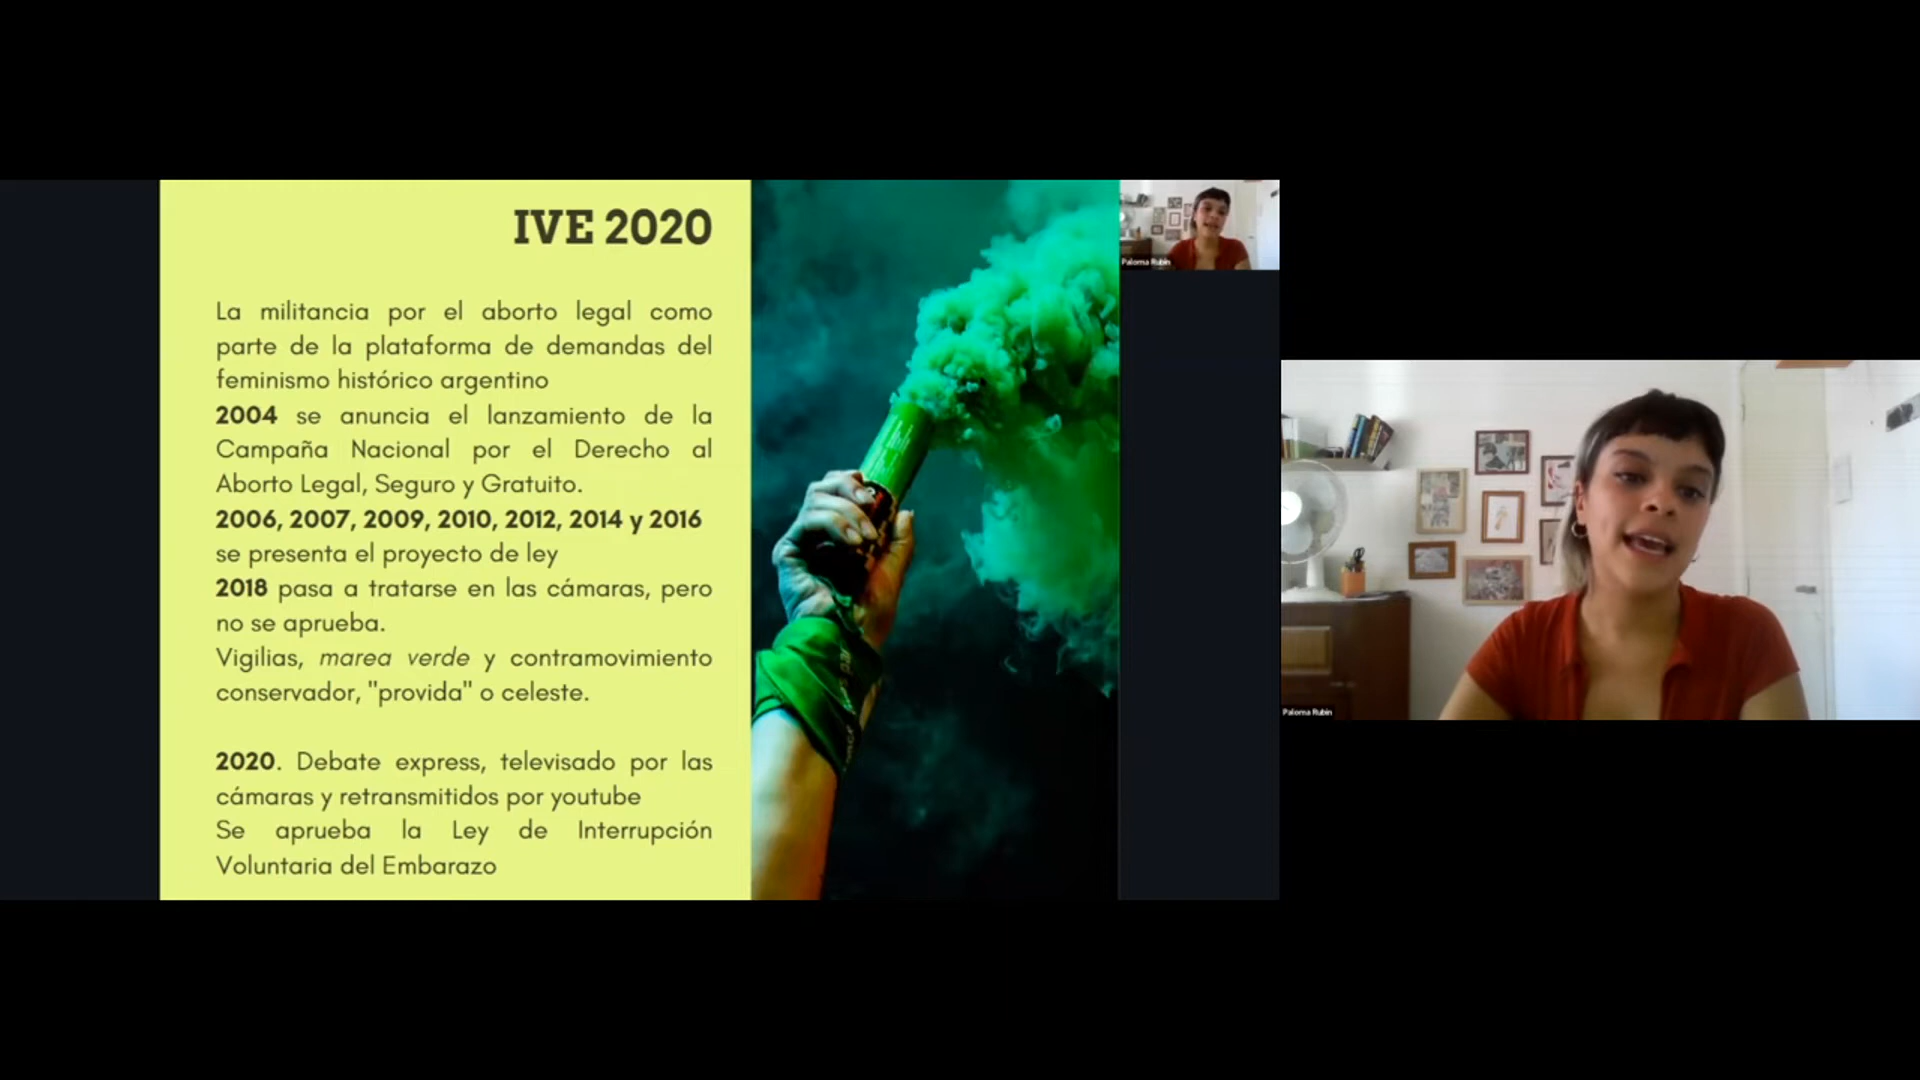 IVE 2020
La militancia por el aborto legal como
parte de la plataforma de demandas del
feminismo histórico argentino
2004 se anuncia el lanzamiento de la
Campaña Nacional por el Derecho al
Aborto Legal, Seguro y Gratuito.
2006, 2007, 2009, 2010, 2012, 2014 y 2016
se presenta el proyecto de ley
2018 pasa a tratarse en las cámaras, pero
no se aprueba.
Vigilias, marea verde y contramovimiento
conservador, "provida" o celeste.
2020. Debate express, televisado por las
cámaras y retransmitidos por youtube
Se aprueba la Ley de Interrupción
Voluntaria del Embarazo
Paloma Rubin
Paloma Rubin